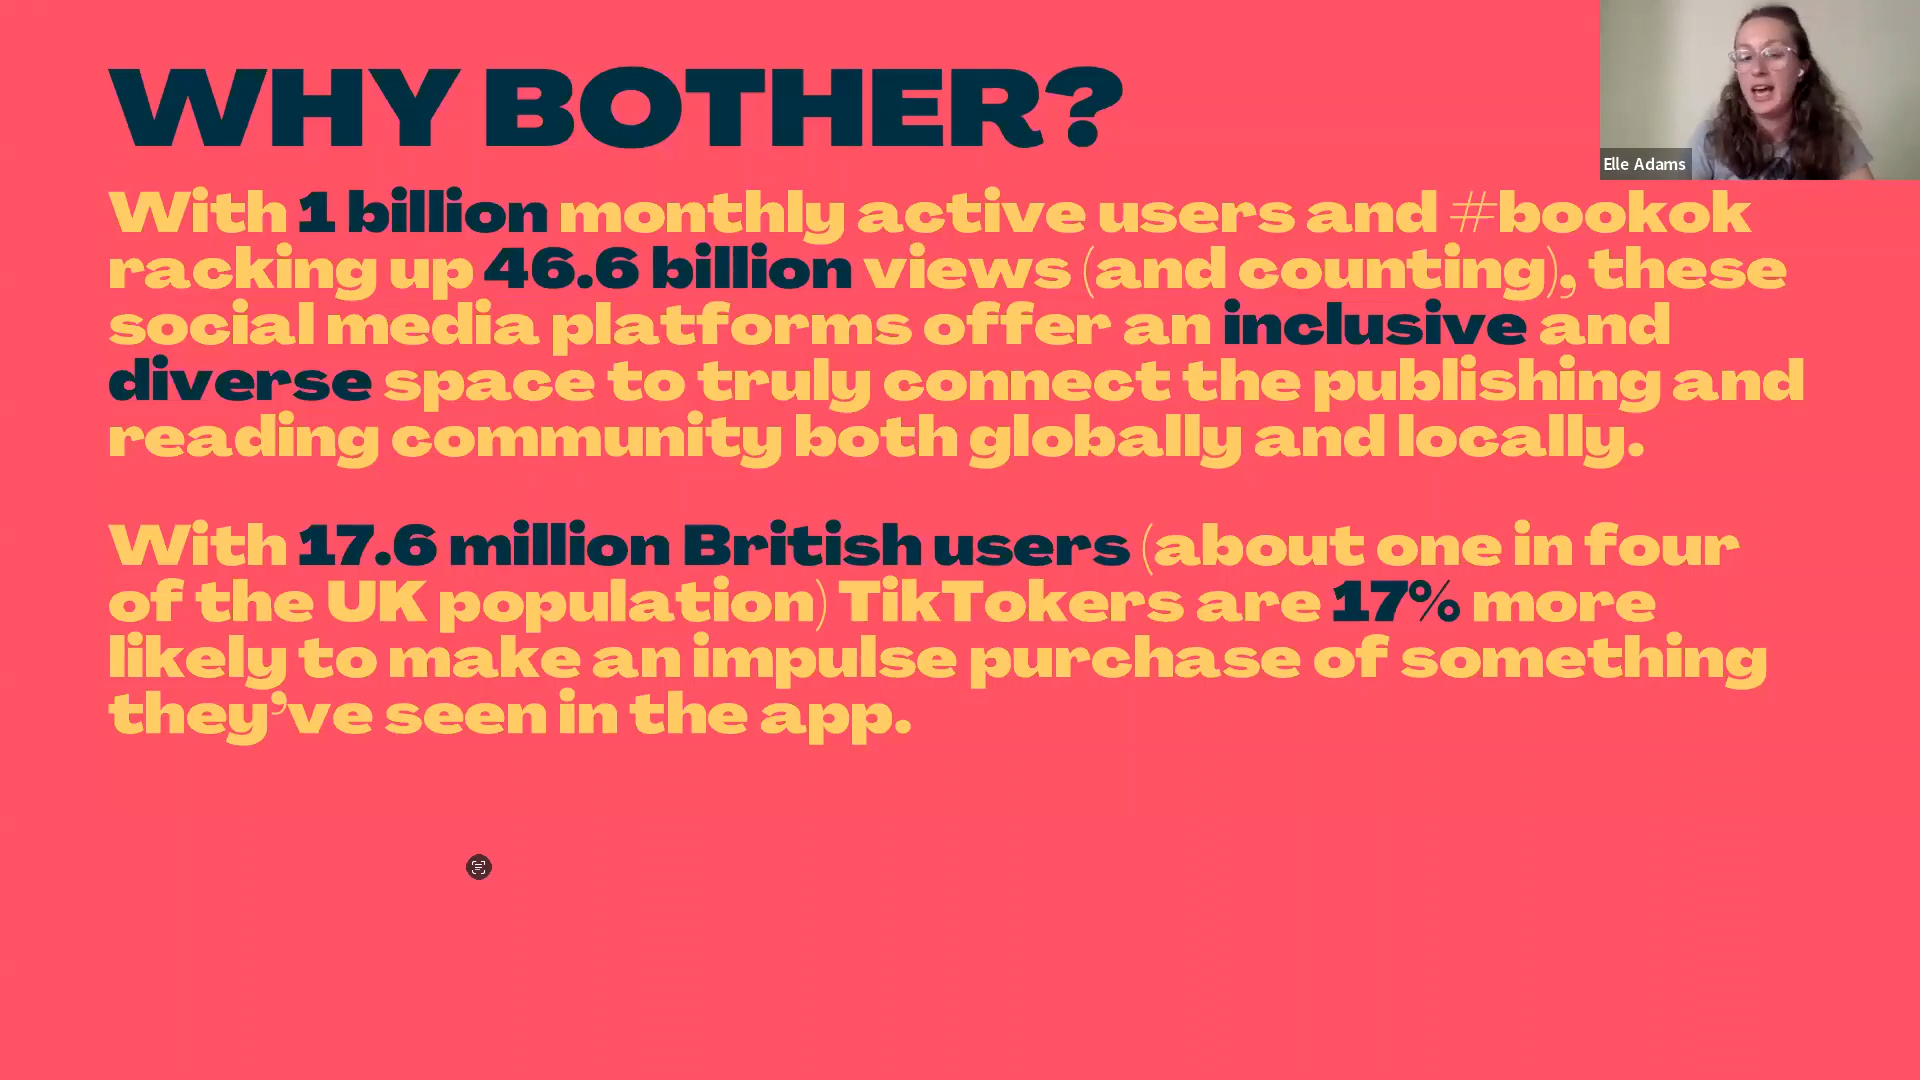 WHY BOTHER?
Elle Adams
With 1 billion monthly active users and #bookok
racking up 46.6 billion views (and counting), these
social media platforms offer an inclusive and
diverse space to truly connect the publishing and
reading community both globally and locally.
With 17.6 million British users (about one in four
of the UK population) TikTokers are 17% more
likely to make an impulse purchase of something
they’ve seen in the app.